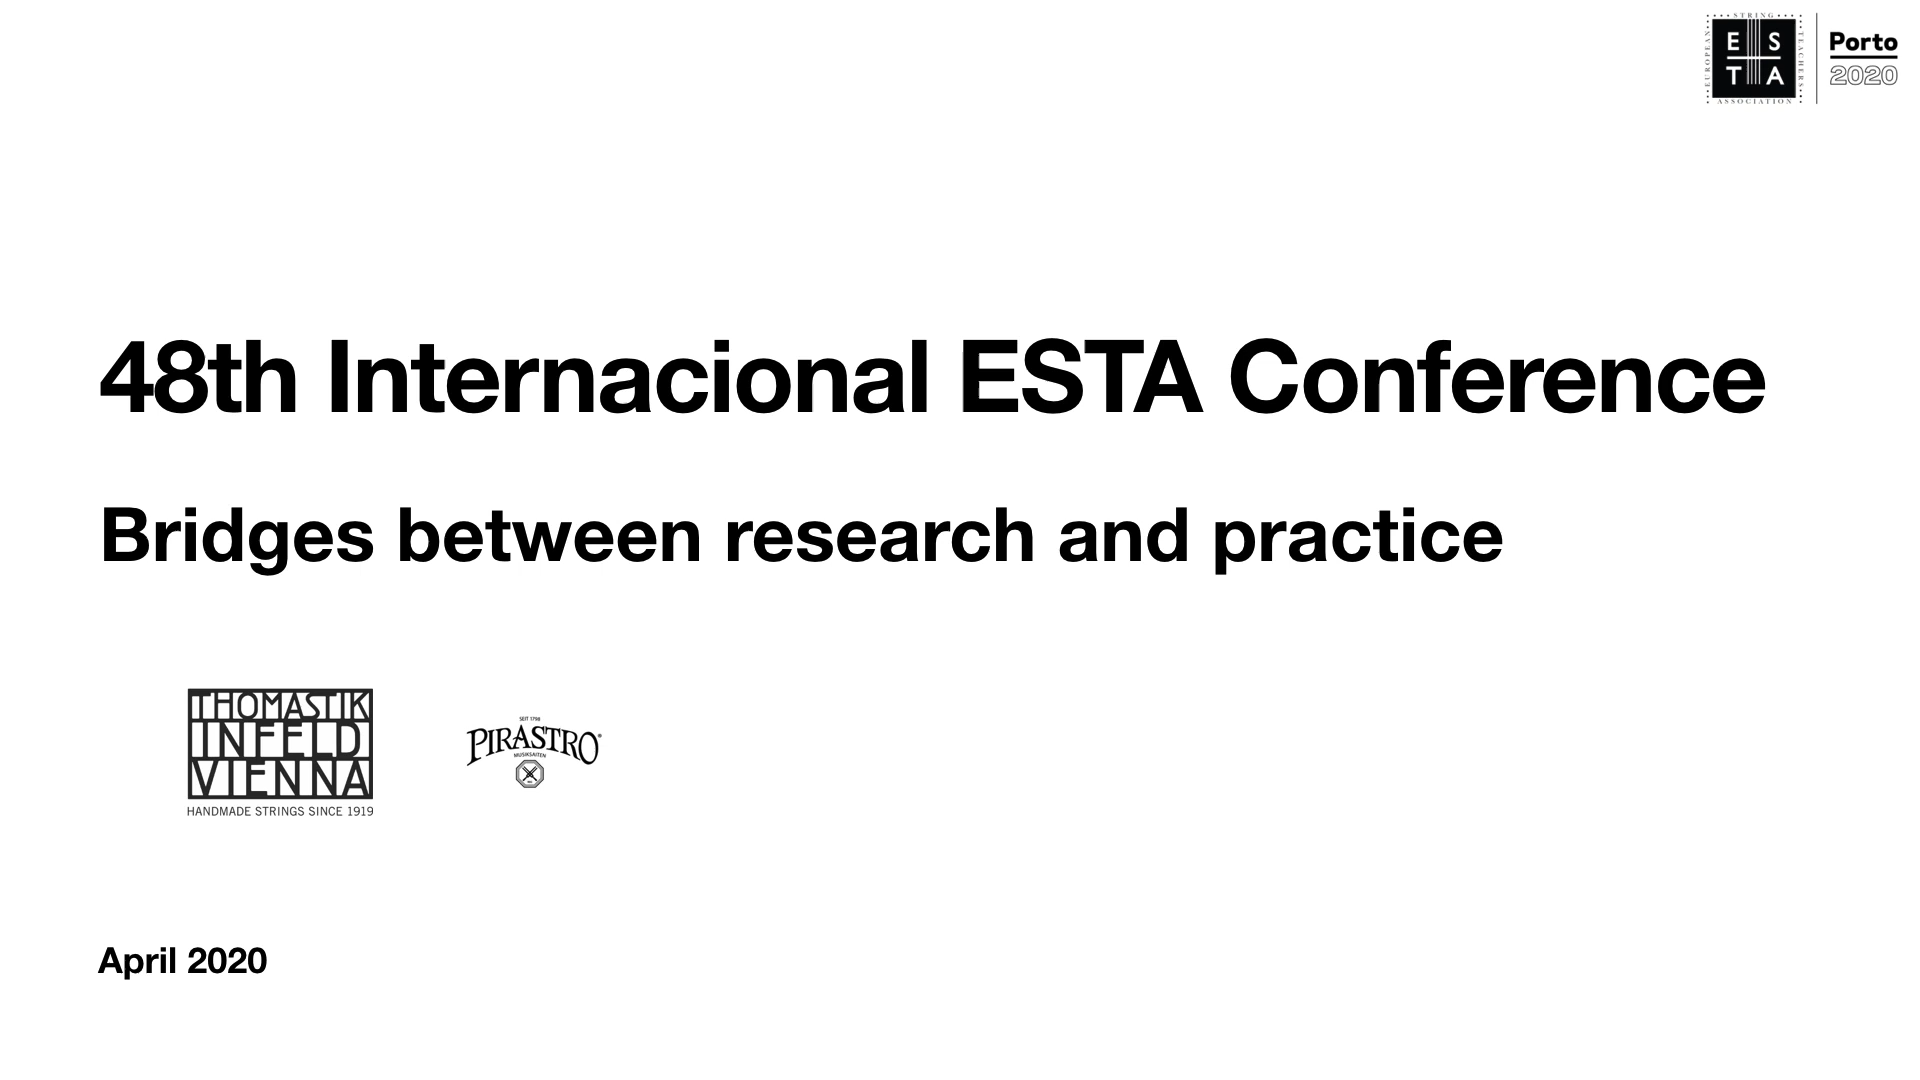 STRING
EUROPEAN
TEACHERS
ASSOCIATION
E S
T A
Porto
2020
48th Internacional ESTA Conference
Bridges between research and practice
THOMASTIK
INFELD
VIENNA
HANDMADE STRINGS SINCE 1919
SEIT 1798
PIRASTRO®
MUSIKSAITEN
April 2020